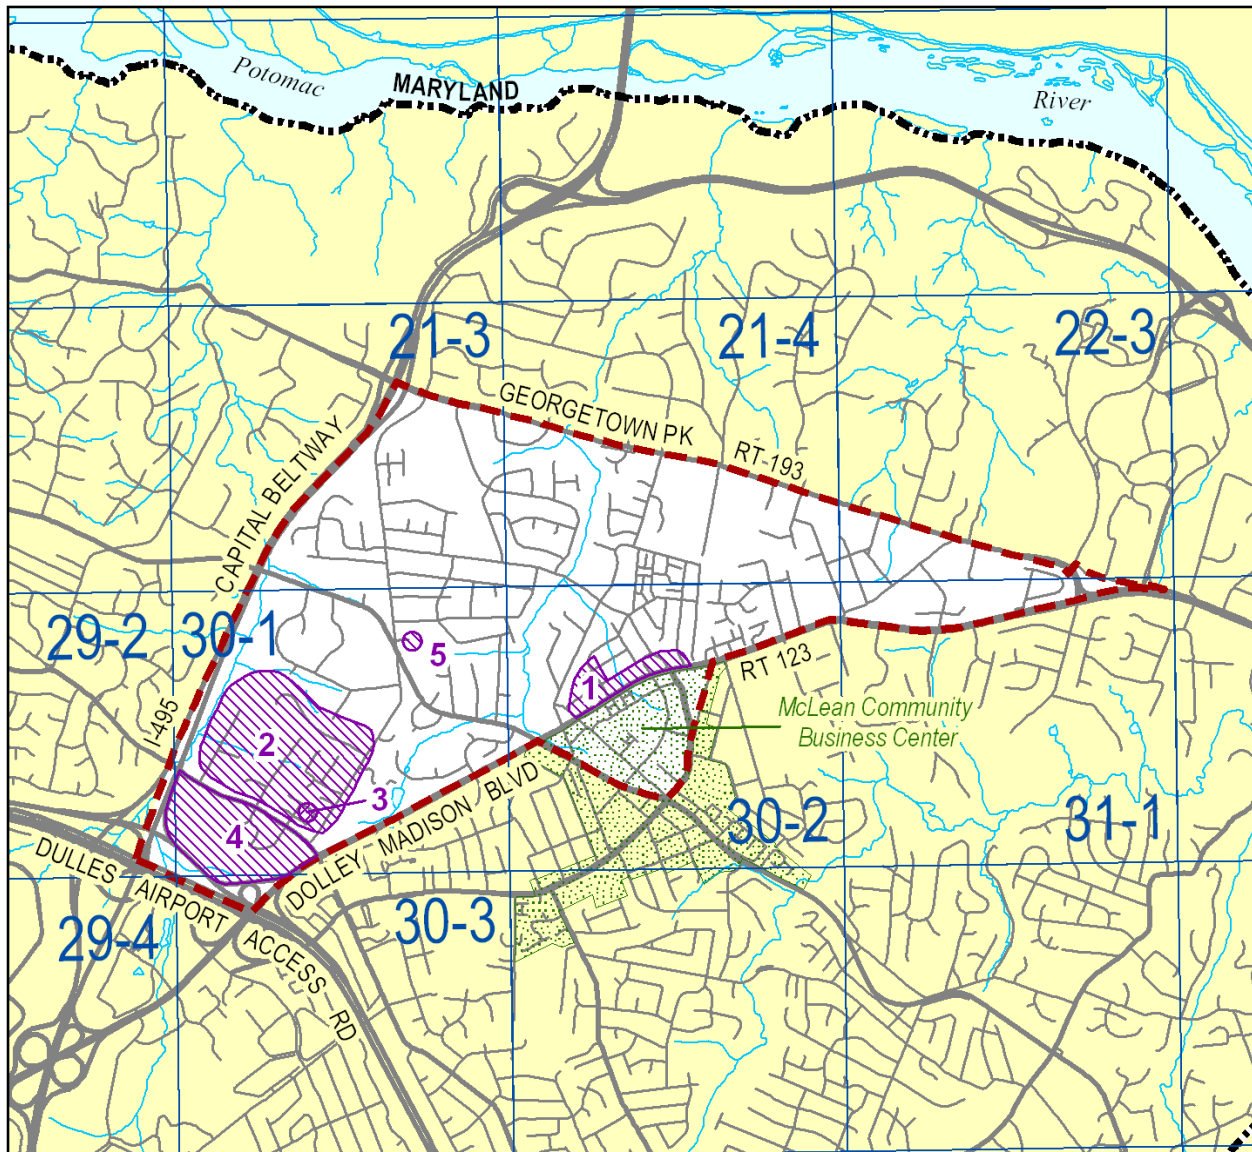 Potomac
MARYLAND
River
21-3
21-4
22-3
GEORGETOWN PK
RT 193
CAPITAL BELTWAY
29-2
30-1
5
1
RT 123
I-495
McLean Community
Business Center
2
3
4
DOLLEY MADISON BLVD
30-2
31-1
DULLES AIRPORT ACCESS RD
29-4
30-3